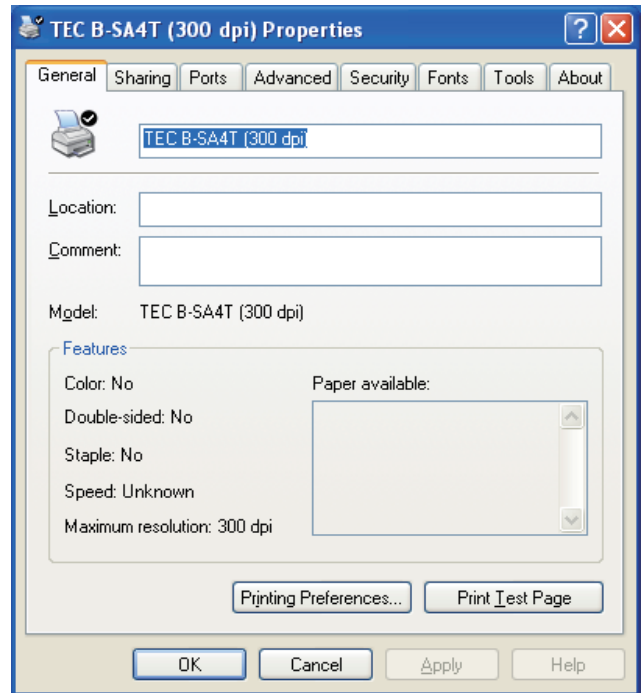 TEC B-SA4T (300 dpi) Properties
General Sharing Ports Advanced Security Fonts Tools About
TEC B-SA4T (300 dpi)
Location:
Comment:
Model: TEC B-SA4T (300 dpi)
Features
Color: No Paper available:
Double-sided: No
Staple: No
Speed: Unknown
Maximum resolution: 300 dpi
Printing Preferences... Print Test Page
OK Cancel Apply Help